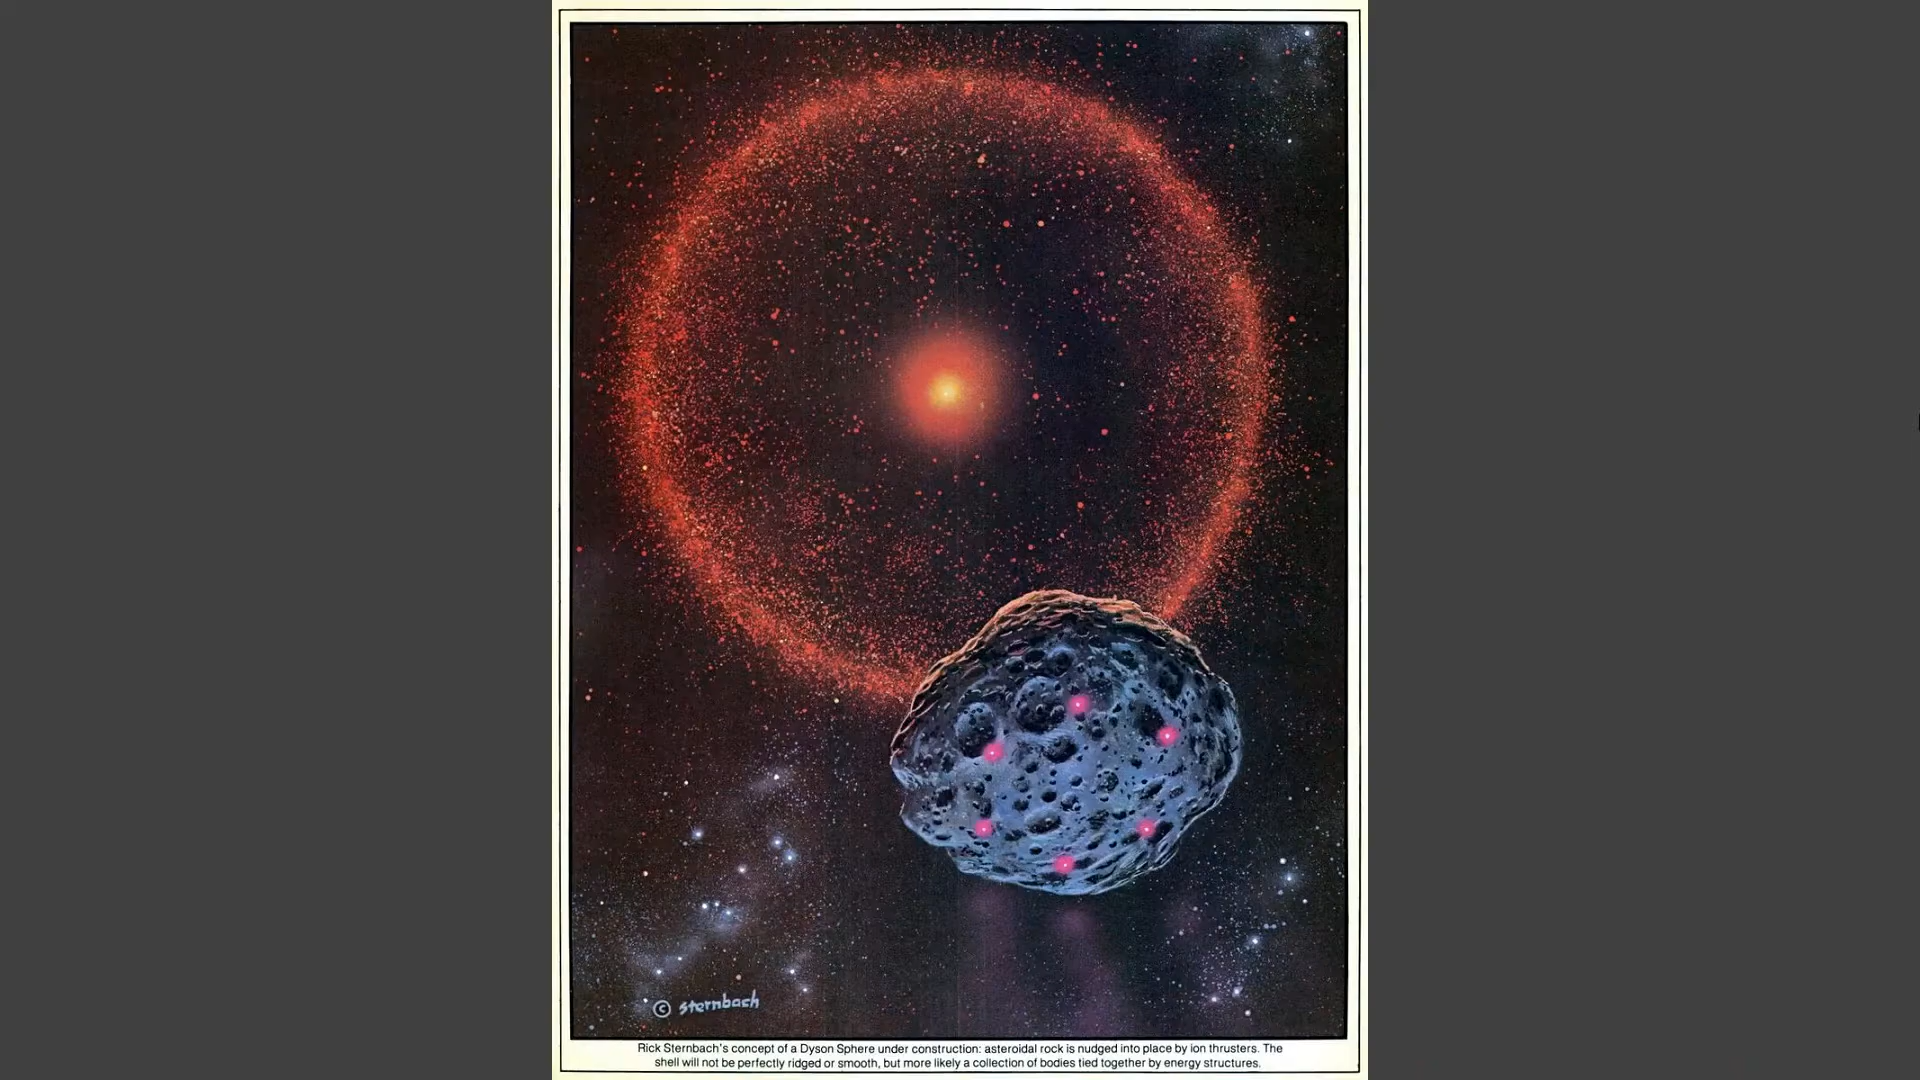 © sternbach
Rick Sternbach's concept of a Dyson Sphere under construction: asteroidal rock is nudged into place by ion thrusters. The
shell will not be perfectly ridged or smooth, but more likely a collection of bodies tied together by energy structures.